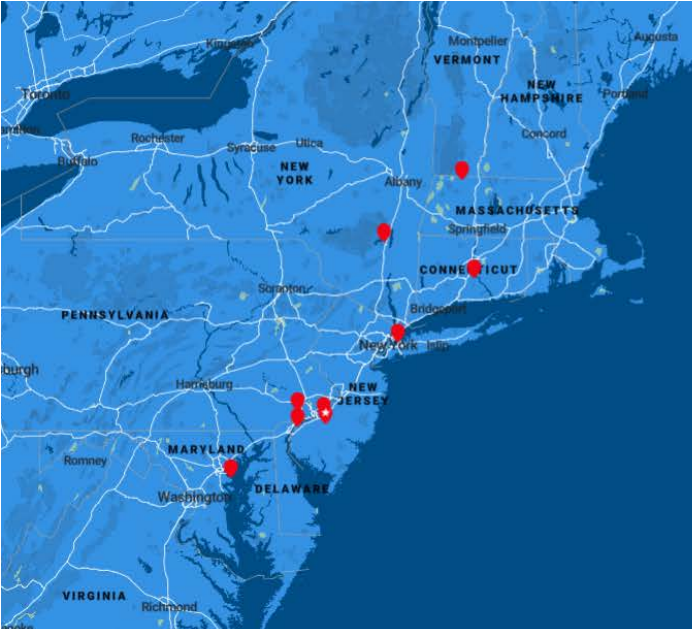 Kingston
Montpelier
Augusta
VERMONT
Toronto
NEW
HAMPSHIRE
Portland
Hamilton
Rochester
Syracuse
Utica
Concord
Buffalo
NEW
YORK
Albany
MASSACHUSETTS
Springfield
CONNECTICUT
Scranton
Bridgeport
PENNSYLVANIA
New York
Islip
burgh
Harrisburg
NEW
JERSEY
MARYLAND
Romney
Washington
DELAWARE
VIRGINIA
Richmond